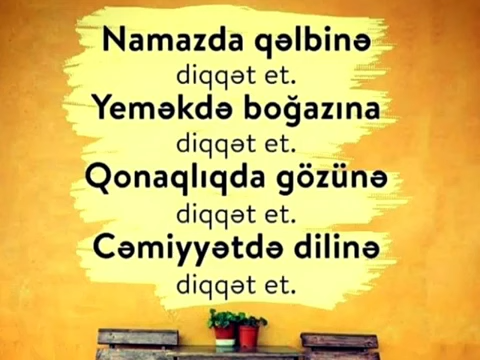 Namazda qəlbinə
diqqət et.
Yeməkdə boğazına
diqqət et.
Qonaqlıqda gözünə
diqqət et.
Cəmiyyətdə dilinə
diqqət et.